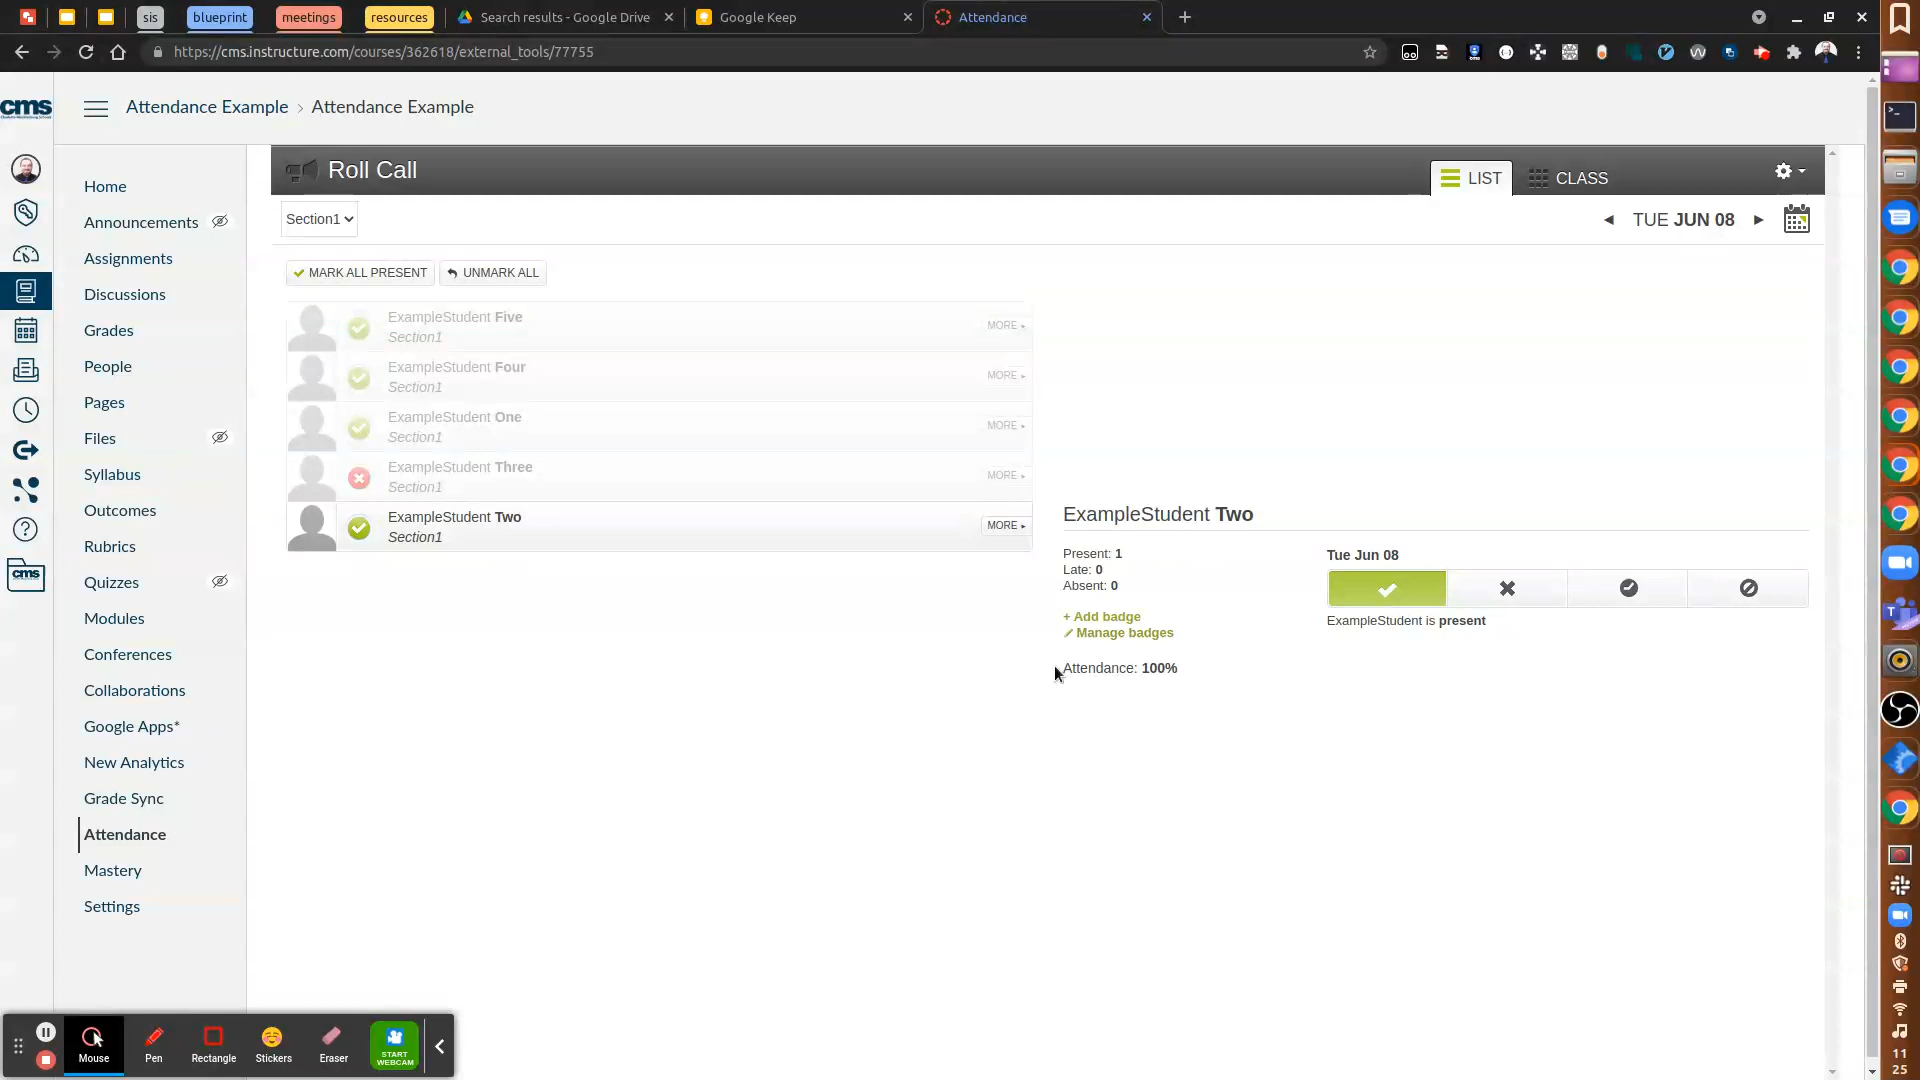 sis
blueprint
meetings
resources
Search results - Google Drive
Google Keep
Attendance
https://cms.instructure.com/courses/362618/external_tools/77755
cms
Attendance Example › Attendance Example
Home
Announcements
Assignments
Discussions
Grades
People
Pages
Files
Syllabus
Outcomes
Rubrics
Quizzes
Modules
Conferences
Collaborations
Google Apps*
New Analytics
Grade Sync
Attendance
Mastery
Settings
cms
Roll Call
LIST
CLASS
Section1
TUE JUN 08
MARK ALL PRESENT
UNMARK ALL
ExampleStudent Five
Section1
MORE
ExampleStudent Four
Section1
MORE
ExampleStudent One
Section1
MORE
ExampleStudent Three
Section1
MORE
ExampleStudent Two
Section1
MORE
ExampleStudent Two
Present: 1
Late: 0
Absent: 0
+ Add badge
Manage badges
Attendance: 100%
Tue Jun 08
ExampleStudent is present
Mouse
Pen
Rectangle
Stickers
Eraser
START
WEBCAM
11
25